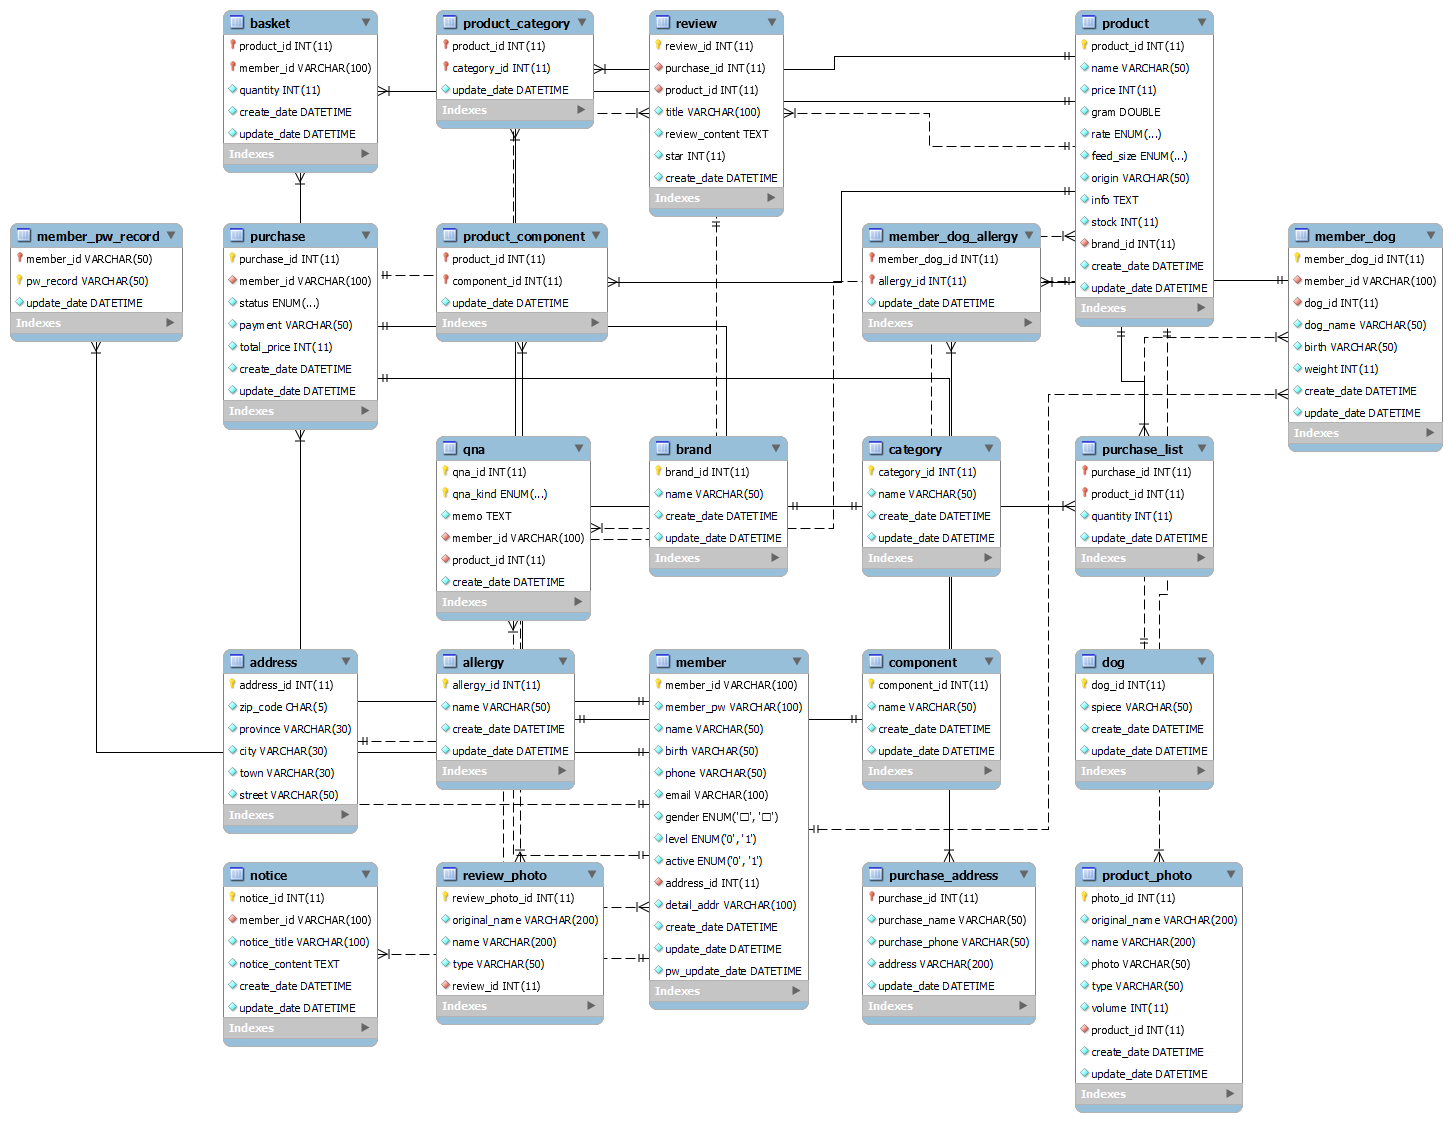 basket
product_id INT(11)
member_id VARCHAR(100)
quantity INT(11)
create_date DATETIME
update_date DATETIME
Indexes
product_category
product_id INT(11)
category_id INT(11)
update_date DATETIME
Indexes
review
review_id INT(11)
purchase_id INT(11)
product_id INT(11)
title VARCHAR(100)
review_content TEXT
star INT(11)
create_date DATETIME
Indexes
product
product_id INT(11)
name VARCHAR(50)
price INT(11)
gram DOUBLE
rate ENUM(...)
feed_size ENUM(...)
origin VARCHAR(50)
info TEXT
stock INT(11)
brand_id INT(11)
create_date DATETIME
update_date DATETIME
Indexes
member_pw_record
member_id VARCHAR(50)
pw_record VARCHAR(50)
update_date DATETIME
Indexes
purchase
purchase_id INT(11)
member_id VARCHAR(100)
status ENUM(...)
payment VARCHAR(50)
total_price INT(11)
create_date DATETIME
update_date DATETIME
Indexes
product_component
product_id INT(11)
component_id INT(11)
update_date DATETIME
Indexes
member_dog_allergy
member_dog_id INT(11)
allergy_id INT(11)
update_date DATETIME
Indexes
member_dog
member_dog_id INT(11)
member_id VARCHAR(100)
dog_id INT(11)
dog_name VARCHAR(50)
birth VARCHAR(50)
weight INT(11)
create_date DATETIME
update_date DATETIME
Indexes
qna
qna_id INT(11)
qna_kind ENUM(...)
memo TEXT
member_id VARCHAR(100)
product_id INT(11)
create_date DATETIME
Indexes
brand
brand_id INT(11)
name VARCHAR(50)
create_date DATETIME
update_date DATETIME
Indexes
category
category_id INT(11)
name VARCHAR(50)
create_date DATETIME
update_date DATETIME
Indexes
purchase_list
purchase_id INT(11)
product_id INT(11)
quantity INT(11)
update_date DATETIME
Indexes
address
address_id INT(11)
zip_code CHAR(5)
province VARCHAR(30)
city VARCHAR(30)
town VARCHAR(30)
street VARCHAR(50)
Indexes
allergy
allergy_id INT(11)
name VARCHAR(50)
create_date DATETIME
update_date DATETIME
Indexes
member
member_id VARCHAR(100)
member_pw VARCHAR(100)
name VARCHAR(50)
birth VARCHAR(50)
phone VARCHAR(50)
email VARCHAR(100)
gender ENUM('□', '□')
level ENUM('0', '1')
active ENUM('0', '1')
address_id INT(11)
detail_addr VARCHAR(100)
create_date DATETIME
update_date DATETIME
pw_update_date DATETIME
Indexes
component
component_id INT(11)
name VARCHAR(50)
create_date DATETIME
update_date DATETIME
Indexes
dog
dog_id INT(11)
spiece VARCHAR(50)
create_date DATETIME
update_date DATETIME
Indexes
notice
notice_id INT(11)
member_id VARCHAR(100)
notice_title VARCHAR(100)
notice_content TEXT
create_date DATETIME
update_date DATETIME
Indexes
review_photo
review_photo_id INT(11)
original_name VARCHAR(200)
name VARCHAR(200)
type VARCHAR(50)
review_id INT(11)
Indexes
purchase_address
purchase_id INT(11)
purchase_name VARCHAR(50)
purchase_phone VARCHAR(50)
address VARCHAR(200)
update_date DATETIME
Indexes
product_photo
photo_id INT(11)
original_name VARCHAR(200)
name VARCHAR(200)
photo VARCHAR(50)
type VARCHAR(50)
volume INT(11)
product_id INT(11)
create_date DATETIME
update_date DATETIME
Indexes